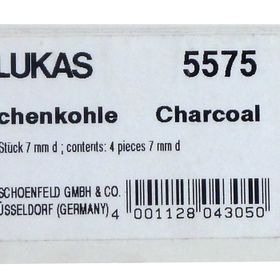 LUKAS 5575
chenkohle Charcoal
Stück 7 mm d ; contents: 4 pieces 7 mm d
SCHOENFELD GMBH & CO.
ÜSSELDORF (GERMANY)
4 001128 043050